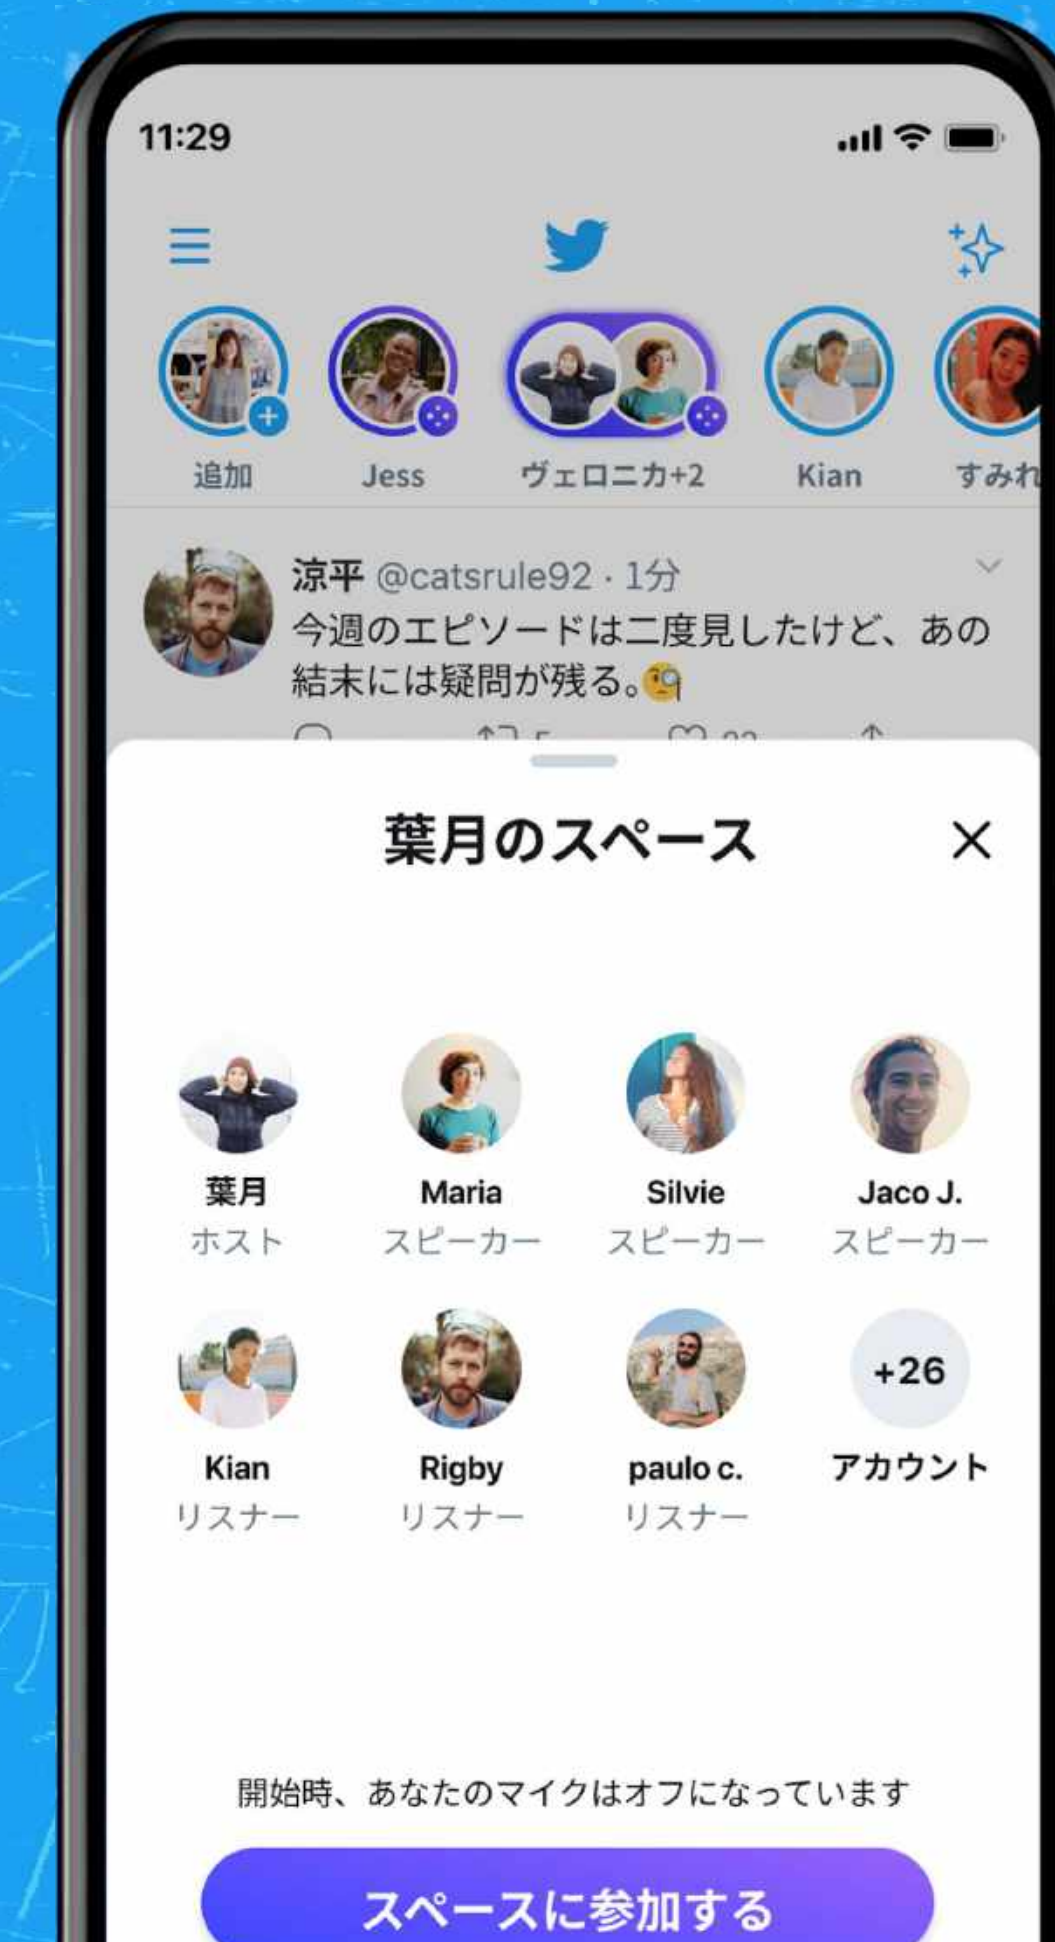 11:29
追加
Jess
ヴェロニカ+2
Kian
すみれ
涼平 @catsrule92 · 1分
今週のエピソードは二度見したけど、あの
結末には疑問が残る。🧐
葉月のスペース
葉月
ホスト
Maria
スピーカー
Silvie
スピーカー
Jaco J.
スピーカー
Kian
リスナー
Rigby
リスナー
paulo c.
リスナー
+26
アカウント
開始時、あなたのマイクはオフになっています
スペースに参加する